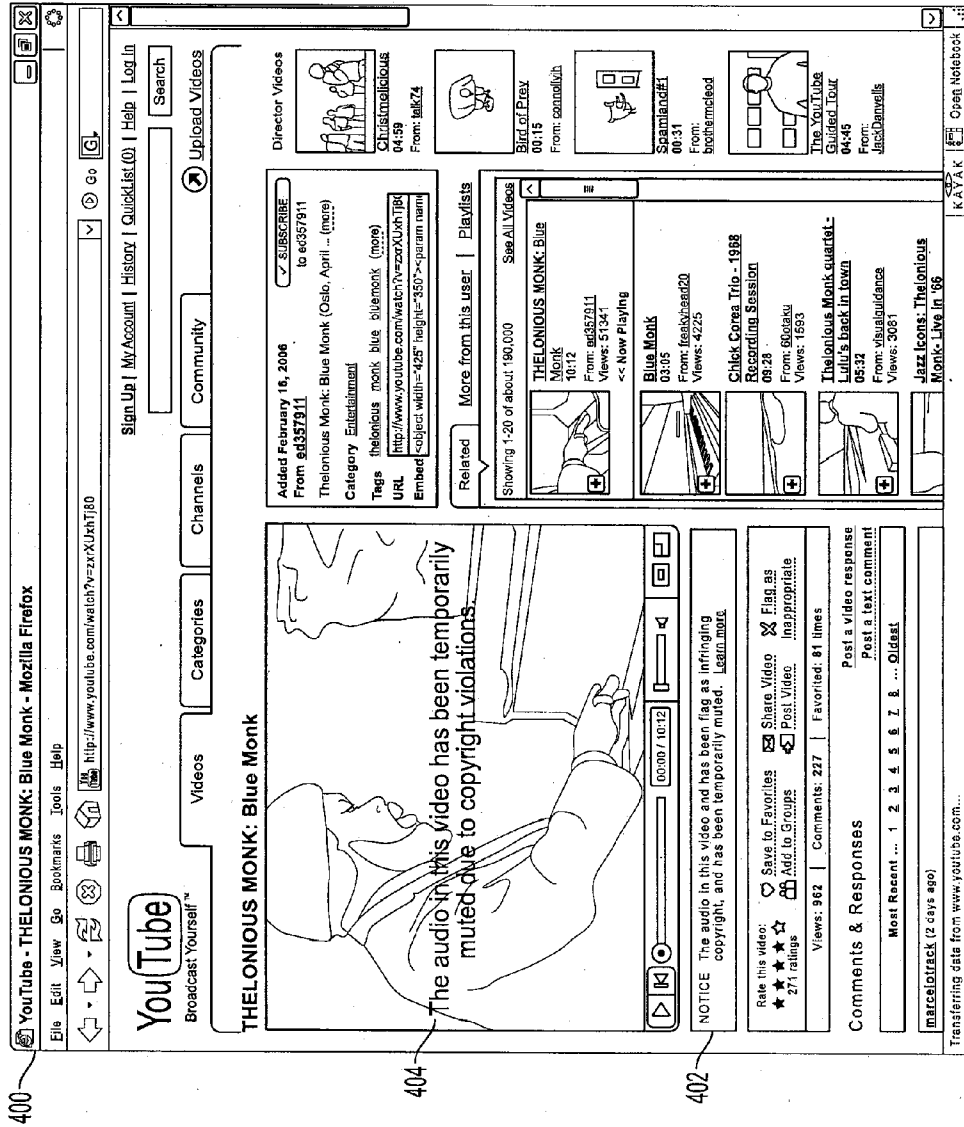 400
YouTube - THELONIOUS MONK: Blue Monk - Mozilla Firefox
File Edit View Go Bookmarks Tools Help
http://www.youtube.com/watch?v=zxrXUxhTj80
Go
G
You Tube
Broadcast Yourself™
Sign Up | My Account | History | QuickList (0) | Help | Log In
Search
Videos
Categories
Channels
Community
Upload Videos
THELONIOUS MONK: Blue Monk
404
The audio in this video has been temporarily
muted due to copyright violations.
00:00 / 10:12
402
NOTICE The audio in this video and has been flag as infringing
copyright, and has been temporarily muted. Learn more
Rate this video:
271 ratings
Save to Favorites
Add to Groups
Share Video
Post Video
Flag as
Inappropriate
Views: 962 | Comments: 227 | Favorited: 81 times
Comments & Responses
Post a video response
Post a text comment
Most Recent ... 1 2 3 4 5 6 7 8 ... Oldest
marcelotrack (2 days ago)
Added February 16, 2006
From ed357911
SUBSCRIBE
to ed357911
Thelonious Monk: Blue Monk (Oslo, April ... (more)
Category Entertainment
Tags thelonious monk blue bluemonk (more)
URL http://www.youtube.com/watch?v=zxrXUxhTj80
Embed <object width="425" height="350"><param name
Related
More from this user | Playlists
Showing 1-20 of about 190,000
See All Videos
THELONIOUS MONK: Blue
Monk
10:12
From: ed357911
Views: 51341
<< Now Playing
Blue Monk
03:05
From: freakyhead20
Views: 4225
Chick Corea Trio - 1968
Recording Session
09:28
From: 60otaku
Views: 1593
Thelonious Monk quartet -
Lulu's back in town
05:32
From: visualguidance
Views: 3081
Jazz Icons: Thelonious
Monk- Live in '66
Director Videos
Christmalicious
04:59
From: talk74
Bird of Prey
00:15
From: connollyih
Spamland#1
00:31
From:
brothermcleod
The YouTube
Guided Tour
04:45
From:
JackDanyells
Transferring data from www.youtube.com...
KAYAK
Open Notebook